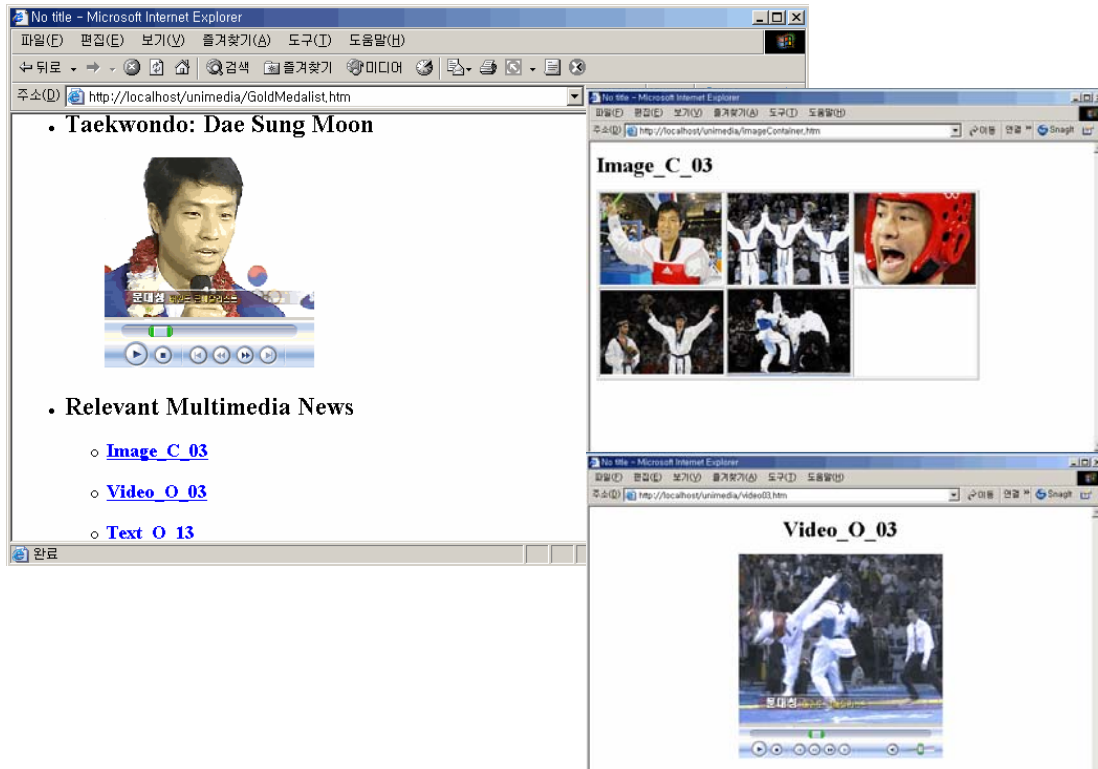 No title - Microsoft Internet Explorer
파일(F) 편집(E) 보기(V) 즐겨찾기(A) 도구(T) 도움말(H)
뒤로 검색 즐겨찾기 미디어
주소(D) http://localhost/unimedia/GoldMedalist.htm
Taekwondo: Dae Sung Moon
문대성
Relevant Multimedia News
Image_C_03
Video_O_03
Text_O_13
완료
No title - Microsoft Internet Explorer
파일(F) 편집(E) 보기(V) 즐겨찾기(A) 도구(T) 도움말(H)
주소(D) http://localhost/unimedia/ImageContainer.htm 이동 연결 » SnagIt
Image_C_03
No title - Microsoft Internet Explorer
파일(F) 편집(E) 보기(V) 즐겨찾기(A) 도구(T) 도움말(H)
주소(D) http://localhost/unimedia/video03.htm 이동 연결 » SnagIt
Video_O_03
문대성